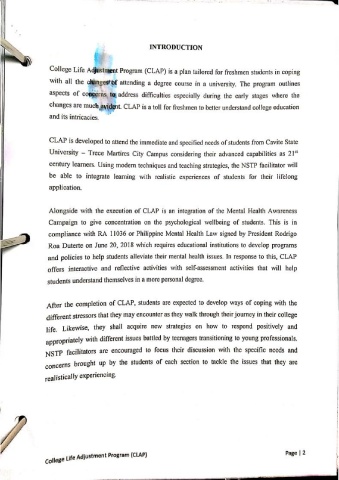 INTRODUCTION
College Life Adjustment Program (CLAP) is a plan tailored for freshmen students in coping
with all the changes of attending a degree course in a university. The program outlines
aspects of concerns to address difficulties especially during the early stages where the
changes are much evident. CLAP is a toll for freshmen to better understand college education
and its intricacies.
CLAP is developed to attend the immediate and specified needs of students from Cavite State
University – Trece Martires City Campus considering their advanced capabilities as 21st
century learners. Using modern techniques and teaching strategies, the NSTP facilitator will
be able to integrate learning with realistic experiences of students for their lifelong
application.
Alongside with the execution of CLAP is an integration of the Mental Health Awareness
Campaign to give concentration on the psychological wellbeing of students. This is in
compliance with RA 11036 or Philippine Mental Health Law signed by President Rodrigo
Roa Duterte on June 20, 2018 which requires educational institutions to develop programs
and policies to help students alleviate their mental health issues. In response to this, CLAP
offers interactive and reflective activities with self-assessment activities that will help
students understand themselves in a more personal degree.
After the completion of CLAP, students are expected to develop ways of coping with the
different stressors that they may encounter as they walk through their journey in their college
life. Likewise, they shall acquire new strategies on how to respond positively and
appropriately with different issues battled by teenagers transitioning to young professionals.
NSTP facilitators are encouraged to focus their discussion with the specific needs and
concerns brought up by the students of each section to tackle the issues that they are
realistically experiencing.
College Life Adjustment Program (CLAP)
Page | 2